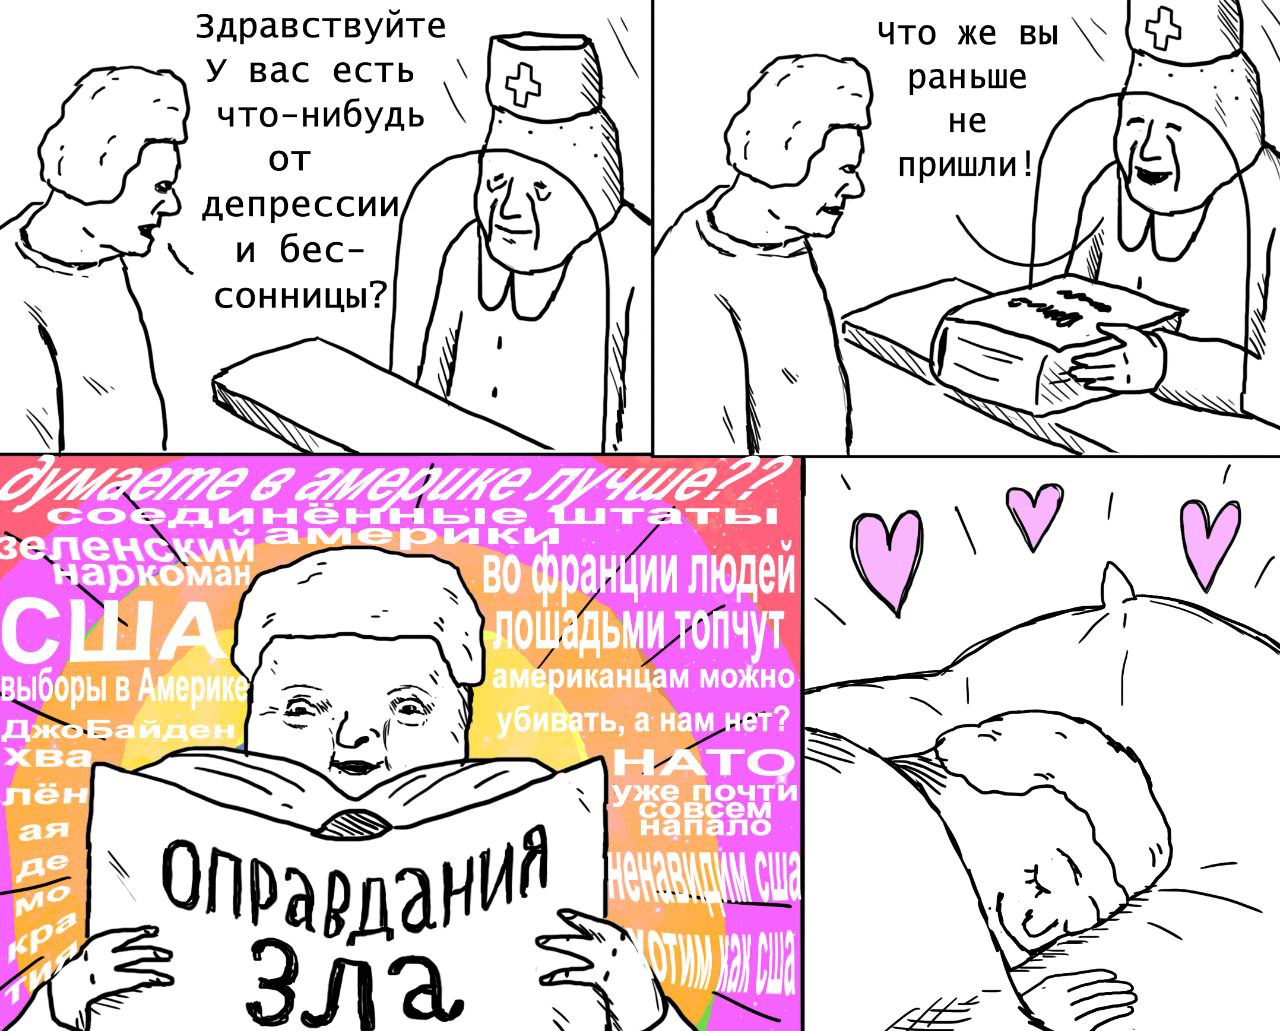 Здравствуйте
У вас есть
что-нибудь
от
депрессии
и бес-
сонницы?
Что же вы
раньше
не
пришли!
думаете в америке лучше??
соединённые штаты
америки
зеленский
наркоман
США
выборы в Америке
ДжоБайден
хва
лён
ая
де
мо
кра
тия
во франции людей
лошадьми топчут
американцам можно
убивать, а нам нет?
НАТО
уже почти
совсем
напало
ненавидим сша
хотим как сша
ОПРАВДАНИЯ
Зла